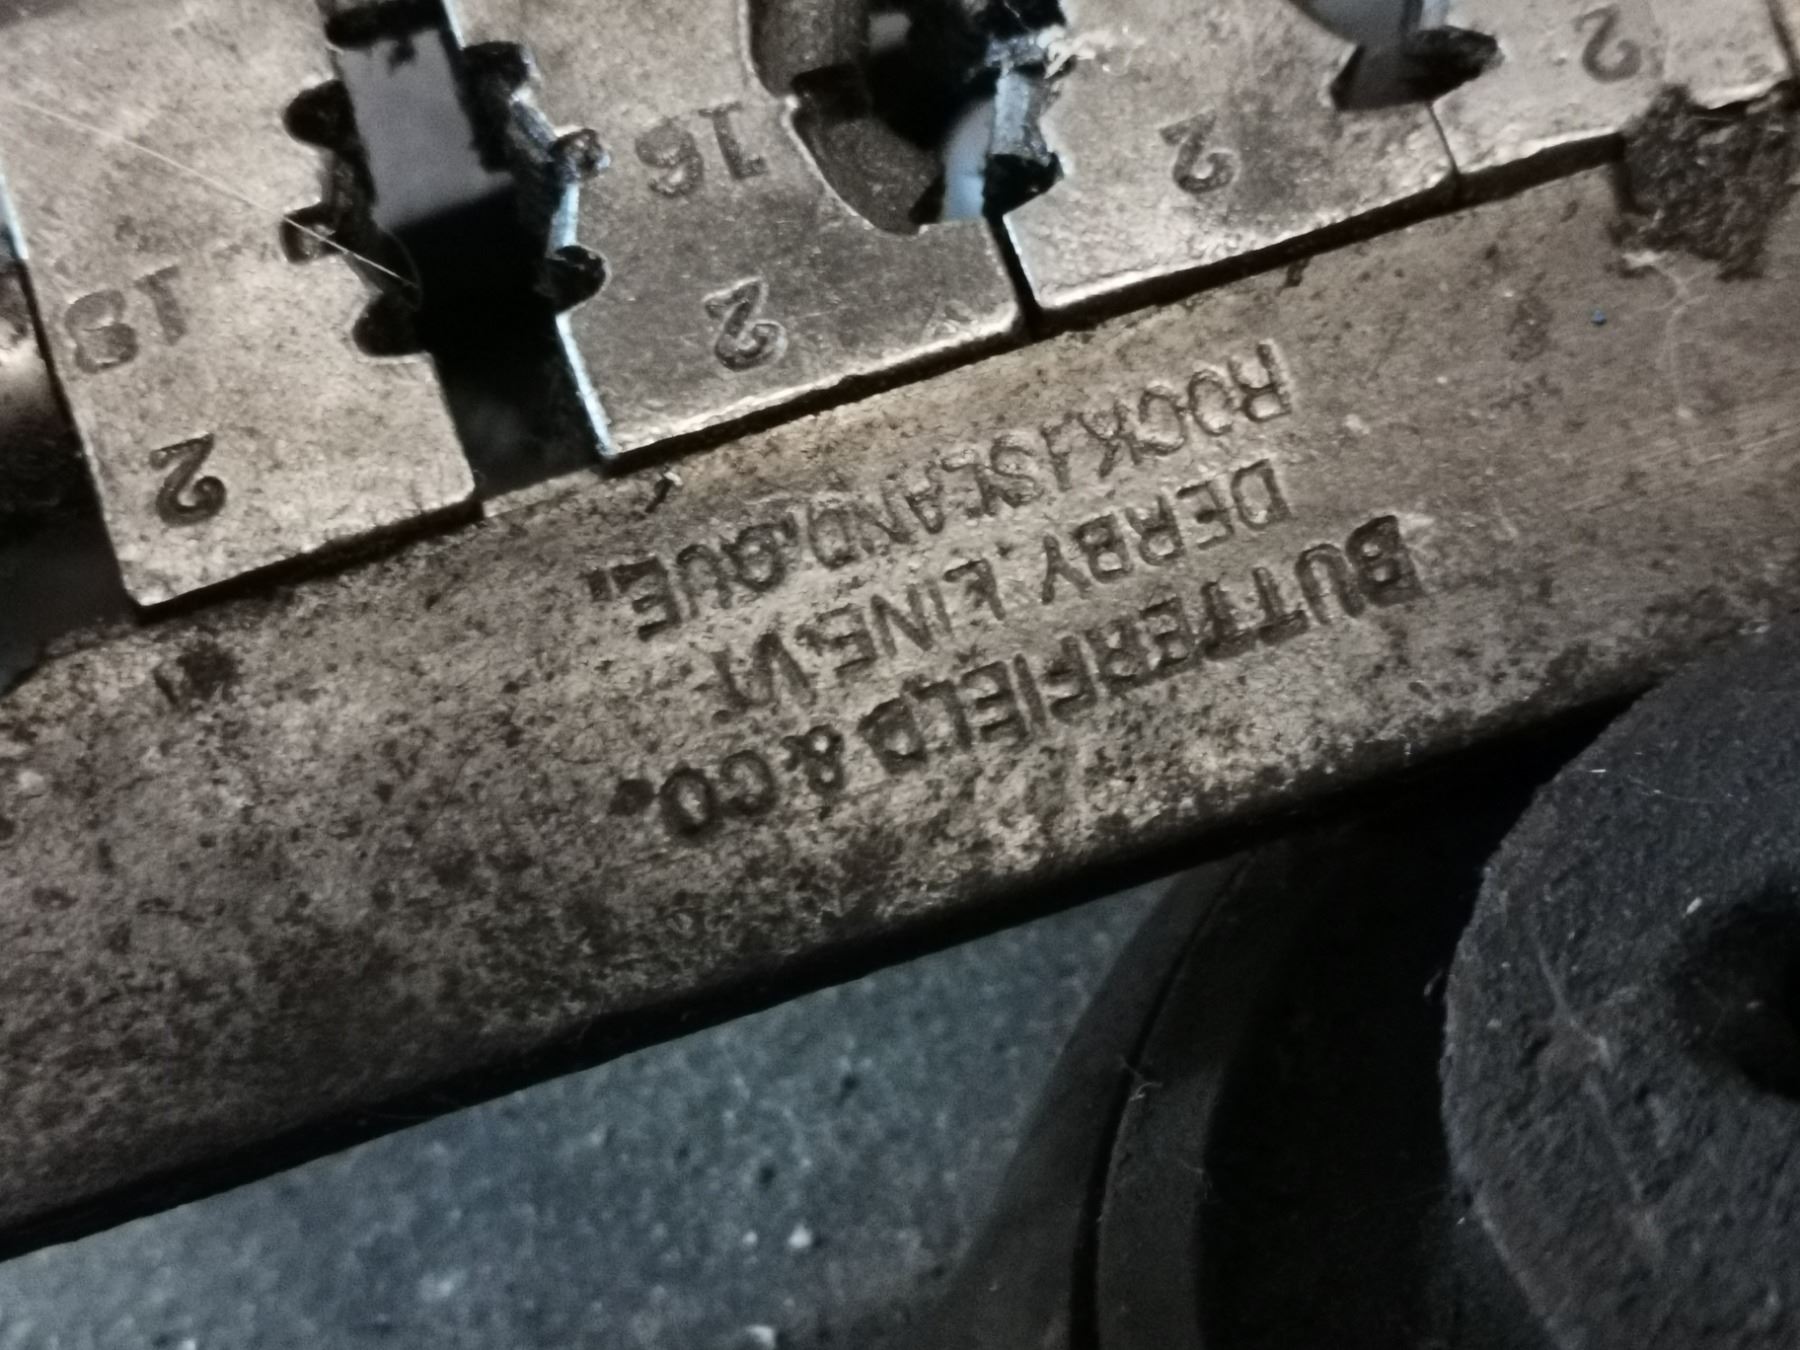 BUTTERFIELD & CO.
DERBY LINE, VT.
ROCK ISLAND, QUE.
2
2
2
16
2
18